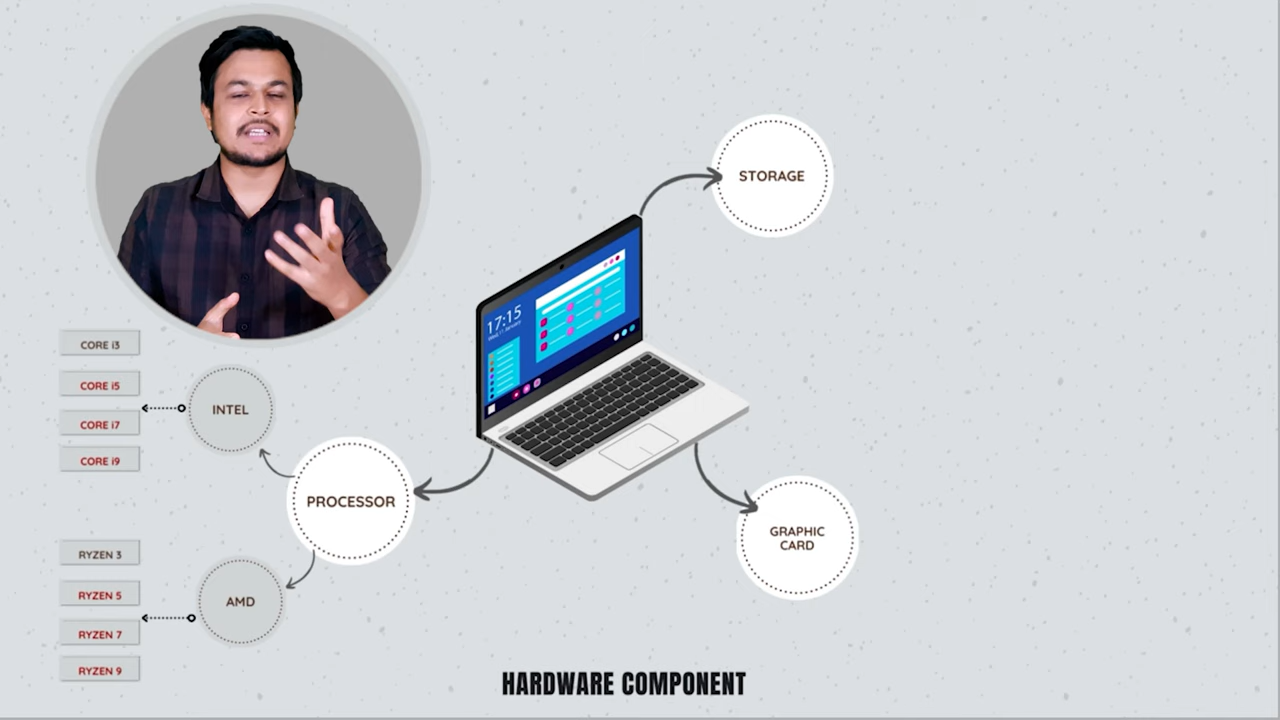 STORAGE
17:15
CORE i3
CORE i5
CORE i7
CORE i9
INTEL
PROCESSOR
GRAPHIC
CARD
RYZEN 3
RYZEN 5
RYZEN 7
RYZEN 9
AMD
HARDWARE COMPONENT